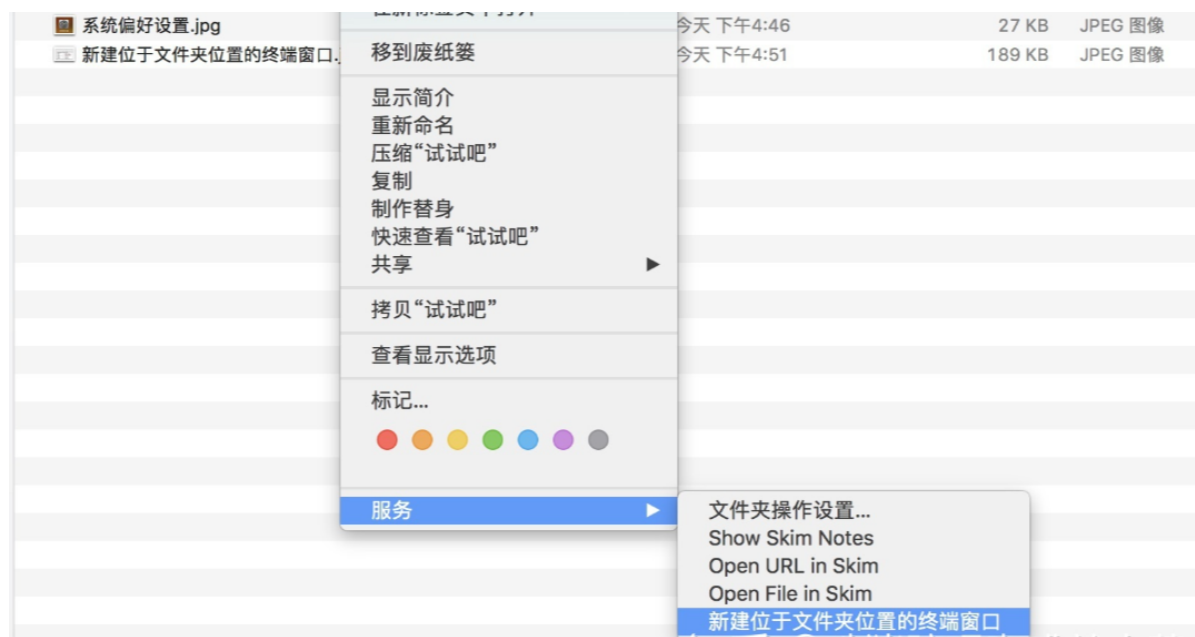 系统偏好设置.jpg 今天 下午4:46 27 KB JPEG 图像
新建位于文件夹位置的终端窗口.j 今天 下午4:51 189 KB JPEG 图像
移到废纸篓
显示简介
重新命名
压缩“试试吧”
复制
制作替身
快速查看“试试吧”
共享
拷贝“试试吧”
查看显示选项
标记...
服务
文件夹操作设置...
Show Skim Notes
Open URL in Skim
Open File in Skim
新建位于文件夹位置的终端窗口